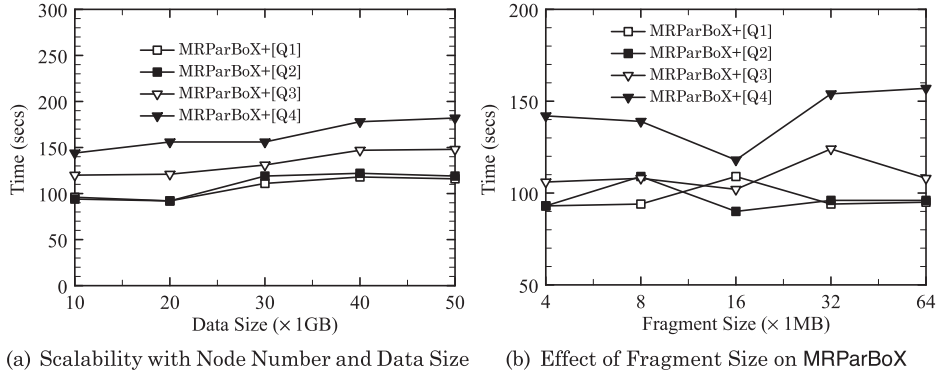 300
250
200
150
100
50
0
Time (secs)
MRParBoX+[Q1]
MRParBoX+[Q2]
MRParBoX+[Q3]
MRParBoX+[Q4]
10 20 30 40 50
Data Size (× 1GB)
(a) Scalability with Node Number and Data Size
200
150
100
50
Time (secs)
MRParBoX+[Q1]
MRParBoX+[Q2]
MRParBoX+[Q3]
MRParBoX+[Q4]
4 8 16 32 64
Fragment Size (× 1MB)
(b) Effect of Fragment Size on MRParBoX